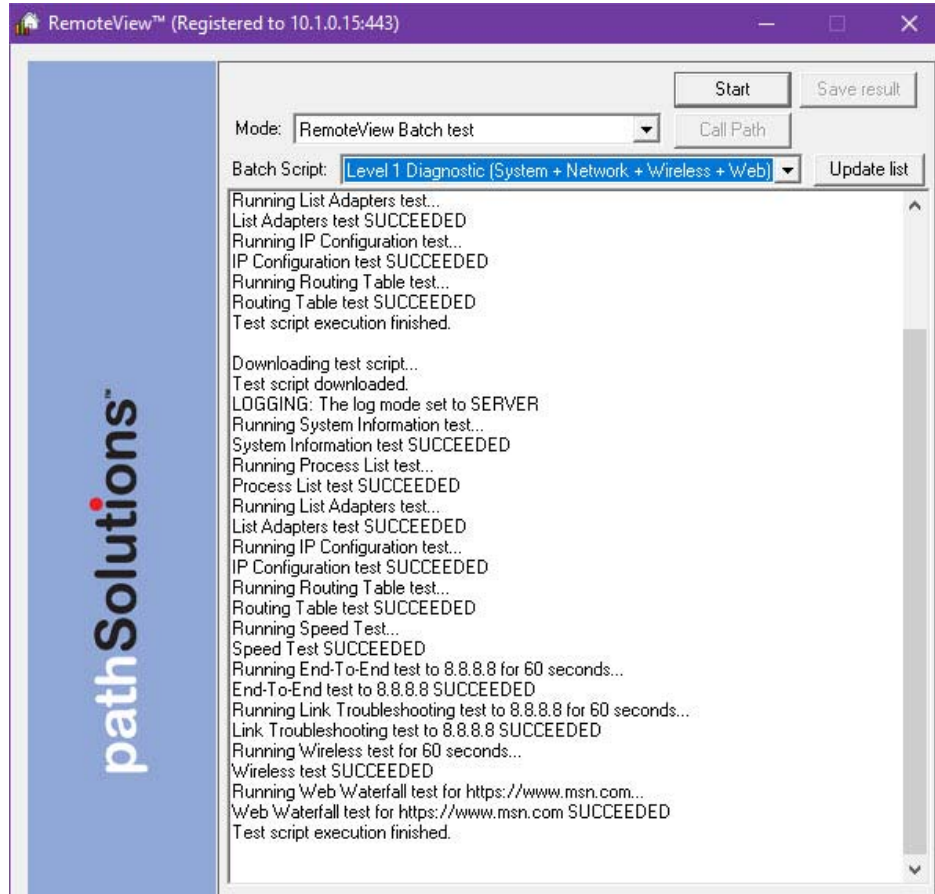 RemoteView™ (Registered to 10.1.0.15:443)
Start
Save result
Mode:
RemoteView Batch test
Call Path
Batch Script:
Level 1 Diagnostic (System + Network + Wireless + Web)
Update list
Running List Adapters test...
List Adapters test SUCCEEDED
Running IP Configuration test...
IP Configuration test SUCCEEDED
Running Routing Table test...
Routing Table test SUCCEEDED
Test script execution finished.
Downloading test script...
Test script downloaded.
LOGGING: The log mode set to SERVER
Running System Information test...
System Information test SUCCEEDED
Running Process List test...
Process List test SUCCEEDED
Running List Adapters test...
List Adapters test SUCCEEDED
Running IP Configuration test...
IP Configuration test SUCCEEDED
Running Routing Table test...
Routing Table test SUCCEEDED
Running Speed Test...
Speed Test SUCCEEDED
Running End-To-End test to 8.8.8.8 for 60 seconds...
End-To-End test to 8.8.8.8 SUCCEEDED
Running Link Troubleshooting test to 8.8.8.8 for 60 seconds...
Link Troubleshooting test to 8.8.8.8 SUCCEEDED
Running Wireless test for 60 seconds...
Wireless test SUCCEEDED
Running Web Waterfall test for https://www.msn.com...
Web Waterfall test for https://www.msn.com SUCCEEDED
Test script execution finished.
pathSolutions™